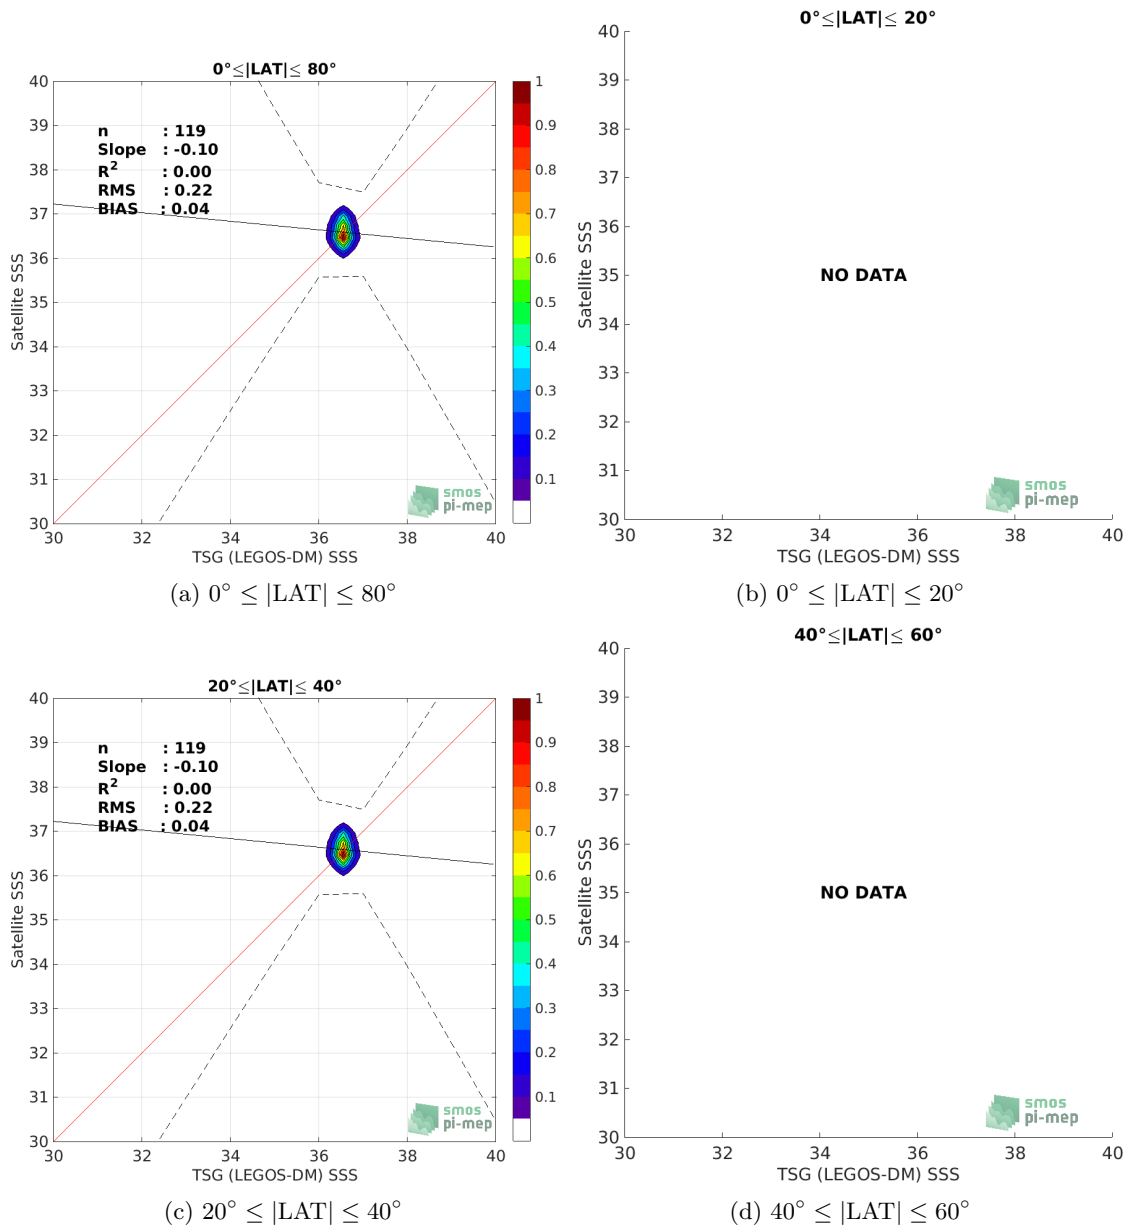 0°≤|LAT|≤ 80°
n : 119
Slope : -0.10
R² : 0.00
RMS : 0.22
BIAS : 0.04
Satellite SSS
40
39
38
37
36
35
34
33
32
31
30
30 32 34 36 38 40
TSG (LEGOS-DM) SSS
1
0.9
0.8
0.7
0.6
0.5
0.4
0.3
0.2
0.1
smos
pi-mep
(a) 0° ≤ |LAT| ≤ 80°
0°≤|LAT|≤ 20°
Satellite SSS
40
39
38
37
36
35
34
33
32
31
30
NO DATA
30 32 34 36 38 40
TSG (LEGOS-DM) SSS
smos
pi-mep
(b) 0° ≤ |LAT| ≤ 20°
20°≤|LAT|≤ 40°
n : 119
Slope : -0.10
R² : 0.00
RMS : 0.22
BIAS : 0.04
Satellite SSS
40
39
38
37
36
35
34
33
32
31
30
30 32 34 36 38 40
TSG (LEGOS-DM) SSS
1
0.9
0.8
0.7
0.6
0.5
0.4
0.3
0.2
0.1
smos
pi-mep
(c) 20° ≤ |LAT| ≤ 40°
40°≤|LAT|≤ 60°
Satellite SSS
40
39
38
37
36
35
34
33
32
31
30
NO DATA
30 32 34 36 38 40
TSG (LEGOS-DM) SSS
smos
pi-mep
(d) 40° ≤ |LAT| ≤ 60°